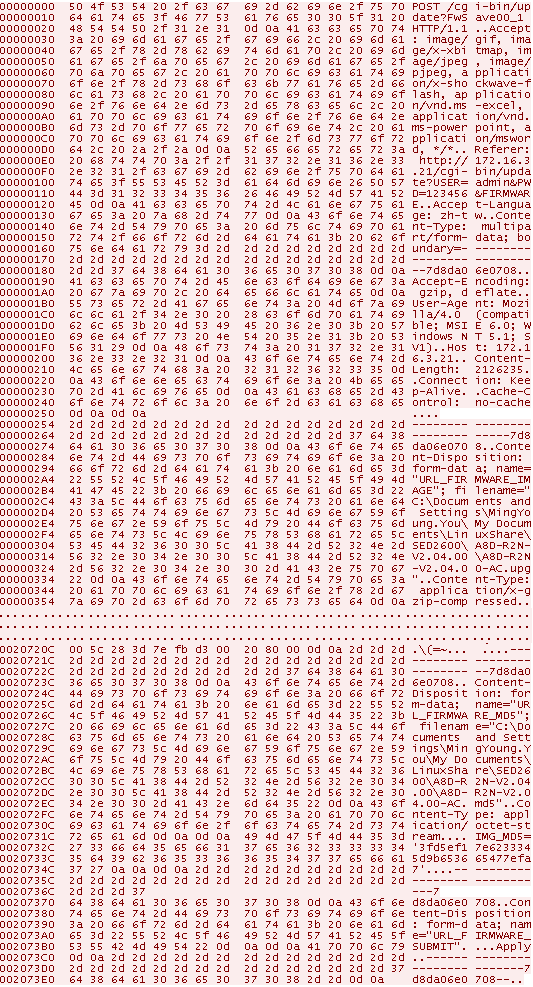 00000000 50 4f 53 54 20 2f 63 67 69 2d 62 69 6e 2f 75 70 POST /cg i-bin/up
00000010 64 61 74 65 3f 46 77 53 61 76 65 30 30 5f 31 20 date?FwS ave00_1
00000020 48 54 54 50 2f 31 2e 31 0d 0a 41 63 63 65 70 74 HTTP/1.1 ..Accept
00000030 3a 20 69 6d 61 67 65 2f 67 69 66 2c 20 69 6d 61 : image/ gif, ima
00000040 67 65 2f 78 2d 78 62 69 74 6d 61 70 2c 20 69 6d ge/x-xbi tmap, im
00000050 61 67 65 2f 6a 70 65 67 2c 20 69 6d 61 67 65 2f age/jpeg , image/
00000060 70 6a 70 65 67 2c 20 61 70 70 6c 69 63 61 74 69 pjpeg, a pplicati
00000070 6f 6e 2f 78 2d 73 68 6f 63 6b 77 61 76 65 2d 66 on/x-sho ckwave-f
00000080 6c 61 73 68 2c 20 61 70 70 6c 69 63 61 74 69 6f lash, ap plicatio
00000090 6e 2f 76 6e 64 2e 6d 73 2d 65 78 63 65 6c 2c 20 n/vnd.ms -excel,
000000A0 61 70 70 6c 69 63 61 74 69 6f 6e 2f 76 6e 64 2e applicat ion/vnd.
000000B0 6d 73 2d 70 6f 77 65 72 70 6f 69 6e 74 2c 20 61 ms-power point, a
000000C0 70 70 6c 69 63 61 74 69 6f 6e 2f 6d 73 77 6f 72 pplicati on/mswor
000000D0 64 2c 20 2a 2f 2a 0d 0a 52 65 66 65 72 65 72 3a d, */*.. Referer:
000000E0 20 68 74 74 70 3a 2f 2f 31 37 32 2e 31 36 2e 33 http:// 172.16.3
000000F0 2e 32 31 2f 63 67 69 2d 62 69 6e 2f 75 70 64 61 .21/cgi- bin/upda
00000100 74 65 3f 55 53 45 52 3d 61 64 6d 69 6e 26 50 57 te?USER= admin&PW
00000110 44 3d 31 32 33 34 35 36 26 46 49 52 4d 57 41 52 D=123456 &FIRMWAR
00000120 45 0d 0a 41 63 63 65 70 74 2d 4c 61 6e 67 75 61 E..Accep t-Langua
00000130 67 65 3a 20 7a 68 2d 74 77 0d 0a 43 6f 6e 74 65 ge: zh-t w..Conte
00000140 6e 74 2d 54 79 70 65 3a 20 6d 75 6c 74 69 70 61 nt-Type: multipa
00000150 72 74 2f 66 6f 72 6d 2d 64 61 74 61 3b 20 62 6f rt/form- data; bo
00000160 75 6e 64 61 72 79 3d 2d 2d 2d 2d 2d 2d 2d 2d 2d undary=- --------
00000170 2d 2d 2d 2d 2d 2d 2d 2d 2d 2d 2d 2d 2d 2d 2d 2d -------- --------
00000180 2d 2d 37 64 38 64 61 30 36 65 30 37 30 38 0d 0a --7d8da0 6e0708..
00000190 41 63 63 65 70 74 2d 45 6e 63 6f 64 69 6e 67 3a Accept-E ncoding:
000001A0 20 67 7a 69 70 2c 20 64 65 66 6c 61 74 65 0d 0a gzip, d eflate..
000001B0 55 73 65 72 2d 41 67 65 6e 74 3a 20 4d 6f 7a 69 User-Age nt: Mozi
000001C0 6c 6c 61 2f 34 2e 30 20 28 63 6f 6d 70 61 74 69 lla/4.0 (compati
000001D0 62 6c 65 3b 20 4d 53 49 45 20 36 2e 30 3b 20 57 ble; MSI E 6.0; W
000001E0 69 6e 64 6f 77 73 20 4e 54 20 35 2e 31 3b 20 53 indows N T 5.1; S
000001F0 56 31 29 0d 0a 48 6f 73 74 3a 20 31 37 32 2e 31 V1)..Hos t: 172.1
00000200 36 2e 33 2e 32 31 0d 0a 43 6f 6e 74 65 6e 74 2d 6.3.21.. Content-
00000210 4c 65 6e 67 74 68 3a 20 32 31 32 36 32 33 35 0d Length: 2126235.
00000220 0a 43 6f 6e 6e 65 63 74 69 6f 6e 3a 20 4b 65 65 .Connect ion: Kee
00000230 70 2d 41 6c 69 76 65 0d 0a 43 61 63 68 65 2d 43 p-Alive. .Cache-C
00000240 6f 6e 74 72 6f 6c 3a 20 6e 6f 2d 63 61 63 68 65 ontrol: no-cache
00000250 0d 0a 0d 0a ....
00000254 2d 2d 2d 2d 2d 2d 2d 2d 2d 2d 2d 2d 2d 2d 2d 2d -------- --------
00000264 2d 2d 2d 2d 2d 2d 2d 2d 2d 2d 2d 2d 2d 37 64 38 -------- -----7d8
00000274 64 61 30 36 65 30 37 30 38 0d 0a 43 6f 6e 74 65 da06e070 8..Conte
00000284 6e 74 2d 44 69 73 70 6f 73 69 74 69 6f 6e 3a 20 nt-Dispo sition:
00000294 66 6f 72 6d 2d 64 61 74 61 3b 20 6e 61 6d 65 3d form-dat a; name=
000002A4 22 55 52 4c 5f 46 49 52 4d 57 41 52 45 5f 49 4d "URL_FIR MWARE_IM
000002B4 41 47 45 22 3b 20 66 69 6c 65 6e 61 6d 65 3d 22 AGE"; fi lename="
000002C4 43 3a 5c 44 6f 63 75 6d 65 6e 74 73 20 61 6e 64 C:\Docum ents and
000002D4 20 53 65 74 74 69 6e 67 73 5c 4d 69 6e 67 59 6f Setting s\MingYo
000002E4 75 6e 67 2e 59 6f 75 5c 4d 79 20 44 6f 63 75 6d ung.You\ My Docum
000002F4 65 6e 74 73 5c 4c 69 6e 75 78 53 68 61 72 65 5c ents\Lin uxShare\
00000304 53 45 44 32 36 30 30 5c 41 38 44 2d 52 32 4e 2d SED2600\ A8D-R2N-
00000314 56 32 2e 30 34 2e 30 30 5c 41 38 44 2d 52 32 4e V2.04.00 \A8D-R2N
00000324 2d 56 32 2e 30 34 2e 30 30 2d 41 43 2e 75 70 67 -V2.04.0 0-AC.upg
00000334 22 0d 0a 43 6f 6e 74 65 6e 74 2d 54 79 70 65 3a "..Conte nt-Type:
00000344 20 61 70 70 6c 69 63 61 74 69 6f 6e 2f 78 2d 67 applica tion/x-g
00000354 7a 69 70 2d 63 6f 6d 70 72 65 73 73 65 64 0d 0a zip-comp ressed..
0020720C 00 5c 28 3d 7e fb d3 00 20 80 00 0d 0a 2d 2d 2d .\(=~... .....---
0020721C 2d 2d 2d 2d 2d 2d 2d 2d 2d 2d 2d 2d 2d 2d 2d 2d -------- --------
0020722C 2d 2d 2d 2d 2d 2d 2d 2d 2d 2d 37 64 38 64 61 30 -------- --7d8da0
0020723C 36 65 30 37 30 38 0d 0a 43 6f 6e 74 65 6e 74 2d 6e0708.. Content-
0020724C 44 69 73 70 6f 73 69 74 69 6f 6e 3a 20 66 6f 72 Disposit ion: for
0020725C 6d 2d 64 61 74 61 3b 20 6e 61 6d 65 3d 22 55 52 m-data; name="UR
0020726C 4c 5f 46 49 52 4d 57 41 52 45 5f 4d 44 35 22 3b L_FIRMWA RE_MD5";
0020727C 20 66 69 6c 65 6e 61 6d 65 3d 22 43 3a 5c 44 6f filenam e="C:\Do
0020728C 63 75 6d 65 6e 74 73 20 61 6e 64 20 53 65 74 74 cuments and Sett
0020729C 69 6e 67 73 5c 4d 69 6e 67 59 6f 75 6e 67 2e 59 ings\Min gYoung.Y
002072AC 6f 75 5c 4d 79 20 44 6f 63 75 6d 65 6e 74 73 5c ou\My Do cuments\
002072BC 4c 69 6e 75 78 53 68 61 72 65 5c 53 45 44 32 36 LinuxSha re\SED26
002072CC 30 30 5c 41 38 44 2d 52 32 4e 2d 56 32 2e 30 34 00\A8D-R 2N-V2.04
002072DC 2e 30 30 5c 41 38 44 2d 52 32 4e 2d 56 32 2e 30 .00\A8D- R2N-V2.0
002072EC 34 2e 30 30 2d 41 43 2e 6d 64 35 22 0d 0a 43 6f 4.00-AC. md5"..Co
002072FC 6e 74 65 6e 74 2d 54 79 70 65 3a 20 61 70 70 6c ntent-Ty pe: appl
0020730C 69 63 61 74 69 6f 6e 2f 6f 63 74 65 74 2d 73 74 ication/ octet-st
0020731C 72 65 61 6d 0d 0a 0d 0a 49 4d 47 5f 4d 44 35 3d ream.... IMG_MD5=
0020732C 27 33 66 64 35 65 66 31 37 65 36 32 33 33 33 34 '3fd5ef1 7e623334
0020733C 35 64 39 62 36 35 33 36 36 35 34 37 37 65 66 61 5d9b6536 65477efa
0020734C 37 27 0a 0d 0a 2d 2d 2d 2d 2d 2d 2d 2d 2d 2d 2d 7'...--- --------
0020735C 2d 2d 2d 2d 2d 2d 2d 2d 2d 2d 2d 2d 2d 2d 2d 2d -------- --------
0020736C 2d 2d 2d 37 ---7
00207370 64 38 64 61 30 36 65 30 37 30 38 0d 0a 43 6f 6e d8da06e0 708..Con
00207380 74 65 6e 74 2d 44 69 73 70 6f 73 69 74 69 6f 6e tent-Dis position
00207390 3a 20 66 6f 72 6d 2d 64 61 74 61 3b 20 6e 61 6d : form-d ata; nam
002073A0 65 3d 22 55 52 4c 5f 46 49 52 4d 57 41 52 45 5f e="URL_F IRMWARE_
002073B0 53 55 42 4d 49 54 22 0d 0a 0d 0a 41 70 70 6c 79 SUBMIT". ...Apply
002073C0 0d 0a 2d 2d 2d 2d 2d 2d 2d 2d 2d 2d 2d 2d 2d 2d ..------ --------
002073D0 2d 2d 2d 2d 2d 2d 2d 2d 2d 2d 2d 2d 2d 2d 2d 37 -------- -------7
002073E0 64 38 64 61 30 36 65 30 37 30 38 2d 2d 0d 0a d8da06e0 708--..